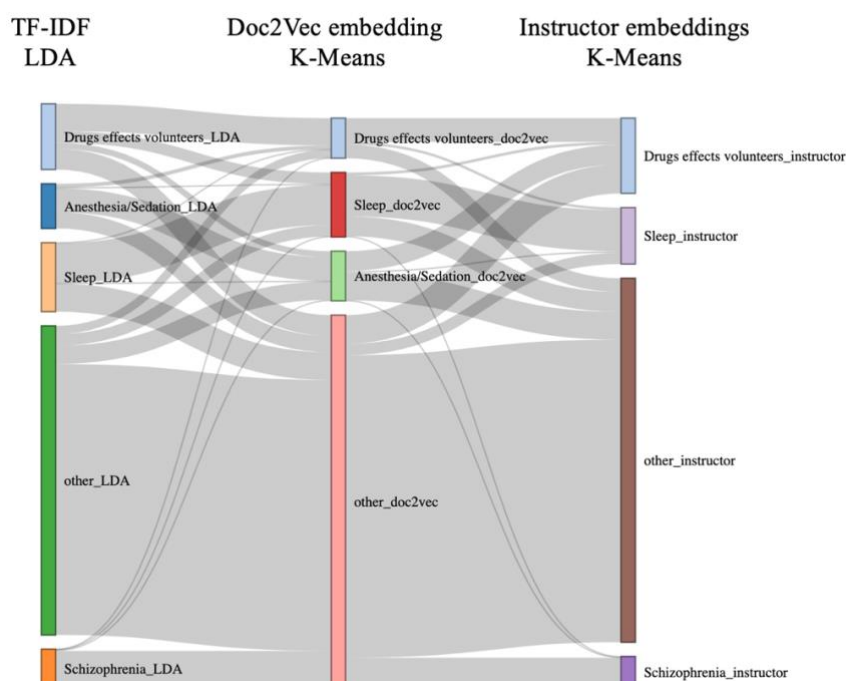 TF-IDF
LDA
Doc2Vec embedding
K-Means
Instructor embeddings
K-Means
Drugs effects volunteers_LDA
Anesthesia/Sedation_LDA
Sleep_LDA
other_LDA
Schizophrenia_LDA
Drugs effects volunteers_doc2vec
Sleep_doc2vec
Anesthesia/Sedation_doc2vec
other_doc2vec
Drugs effects volunteers_instructor
Sleep_instructor
other_instructor
Schizophrenia_instructor